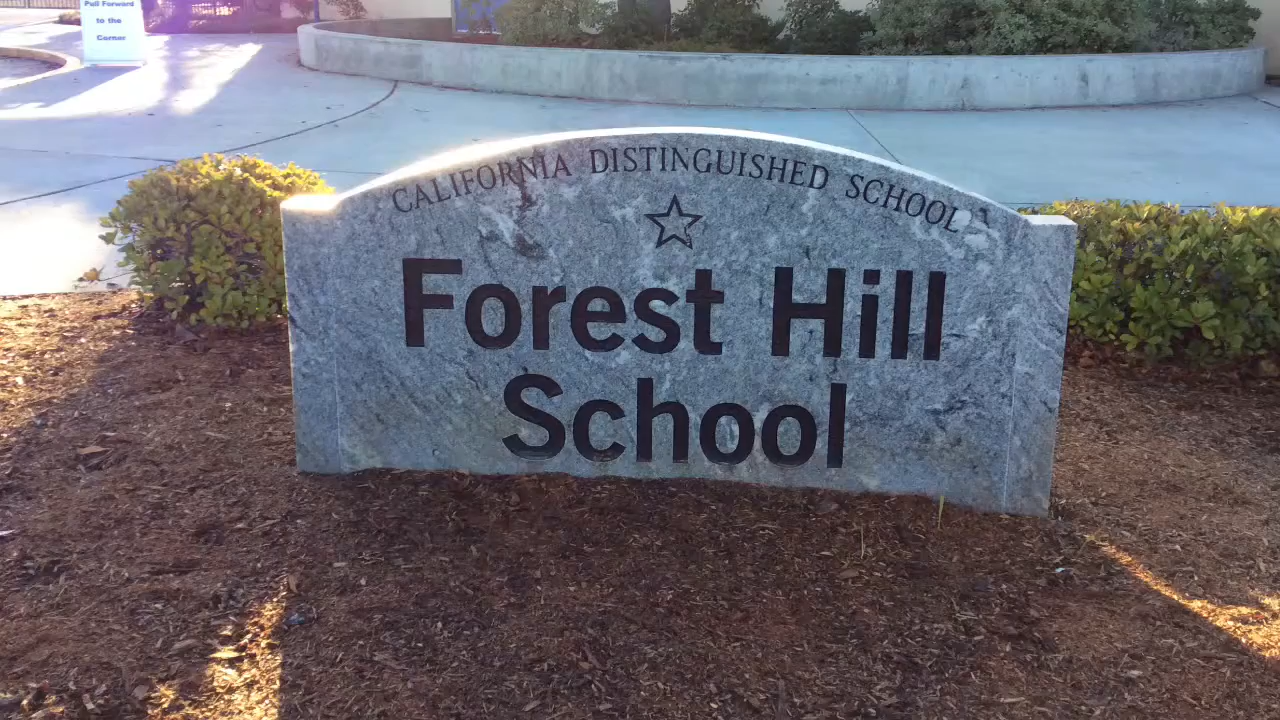 Pull Forward
to the
Corner
CALIFORNIA DISTINGUISHED SCHOOL
Forest Hill
School